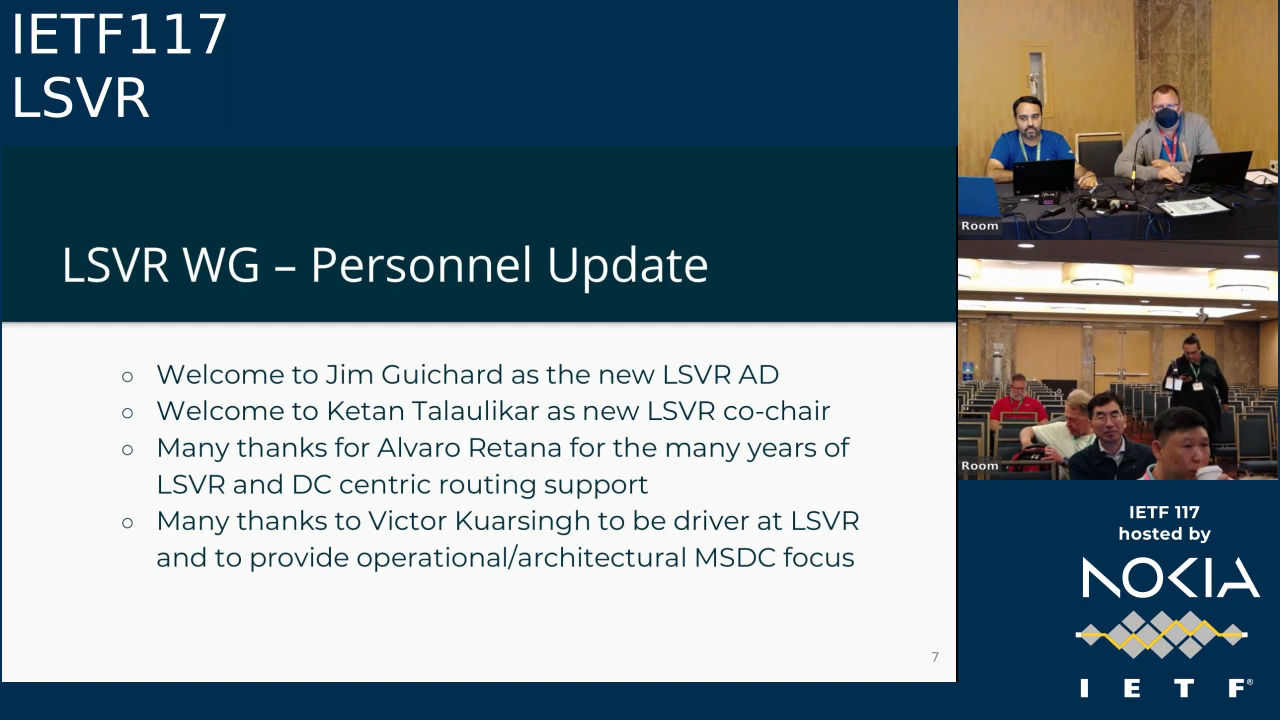 IETF117
LSVR
LSVR WG – Personnel Update
○ Welcome to Jim Guichard as the new LSVR AD
○ Welcome to Ketan Talaulikar as new LSVR co-chair
○ Many thanks for Alvaro Retana for the many years of
LSVR and DC centric routing support
○ Many thanks to Victor Kuarsingh to be driver at LSVR
and to provide operational/architectural MSDC focus
7
Room
Room
IETF 117
hosted by
NOKIA
I E T F®